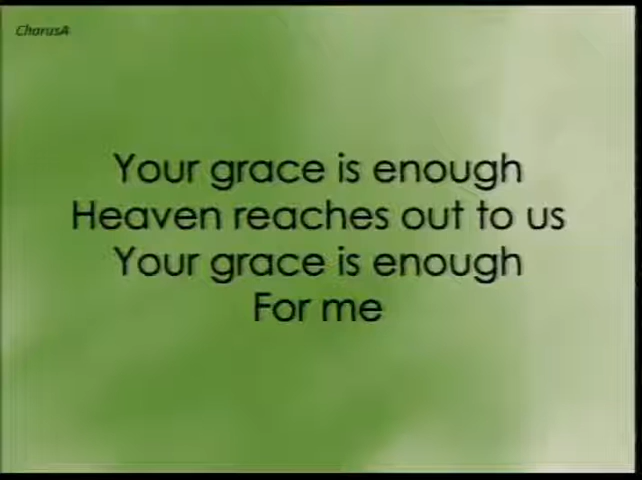 ChorusA
Your grace is enough
Heaven reaches out to us
Your grace is enough
For me